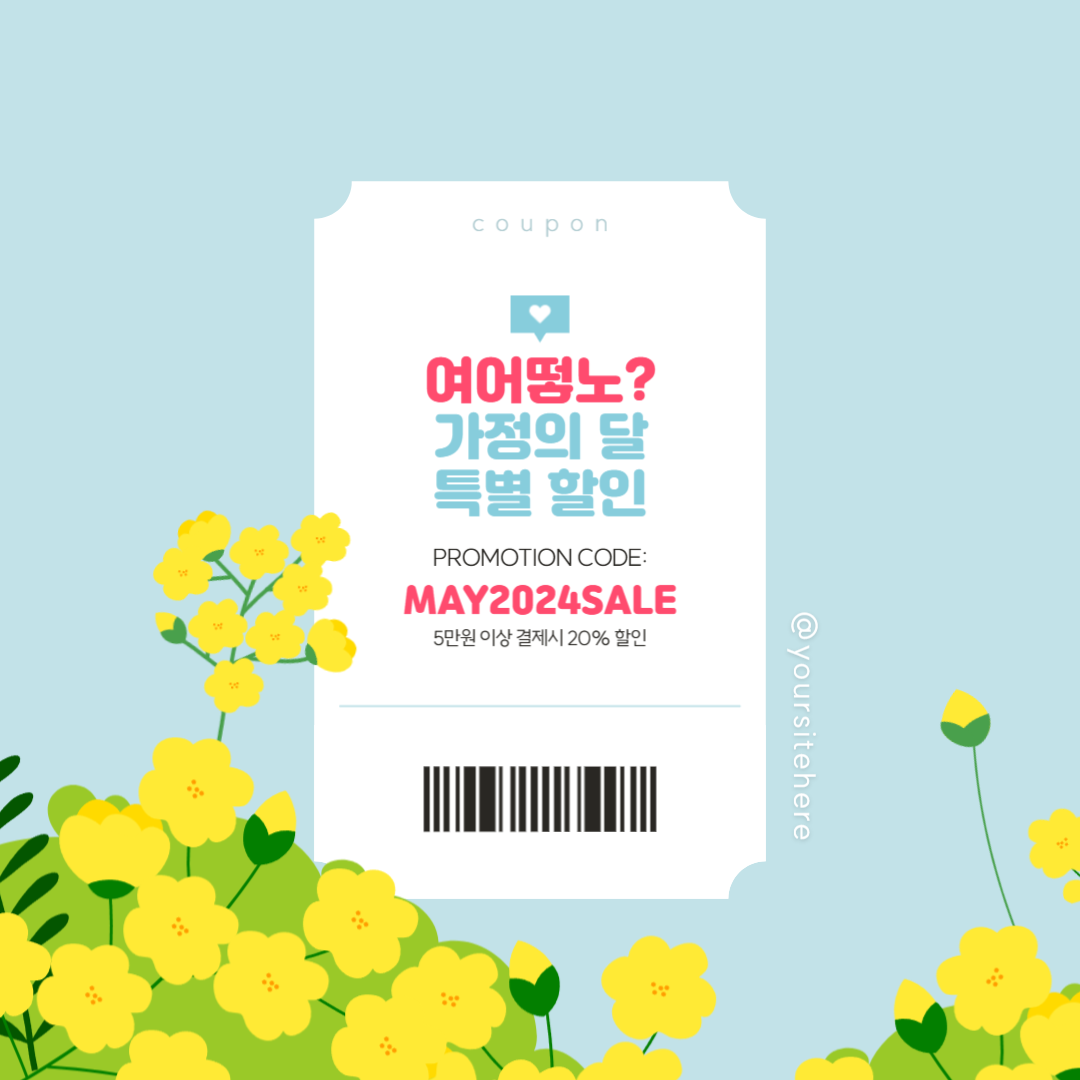 coupon
여어떻노?
가정의 달
특별 할인
PROMOTION CODE:
MAY2024SALE
5만원 이상 결제시 20% 할인
@yoursitehere